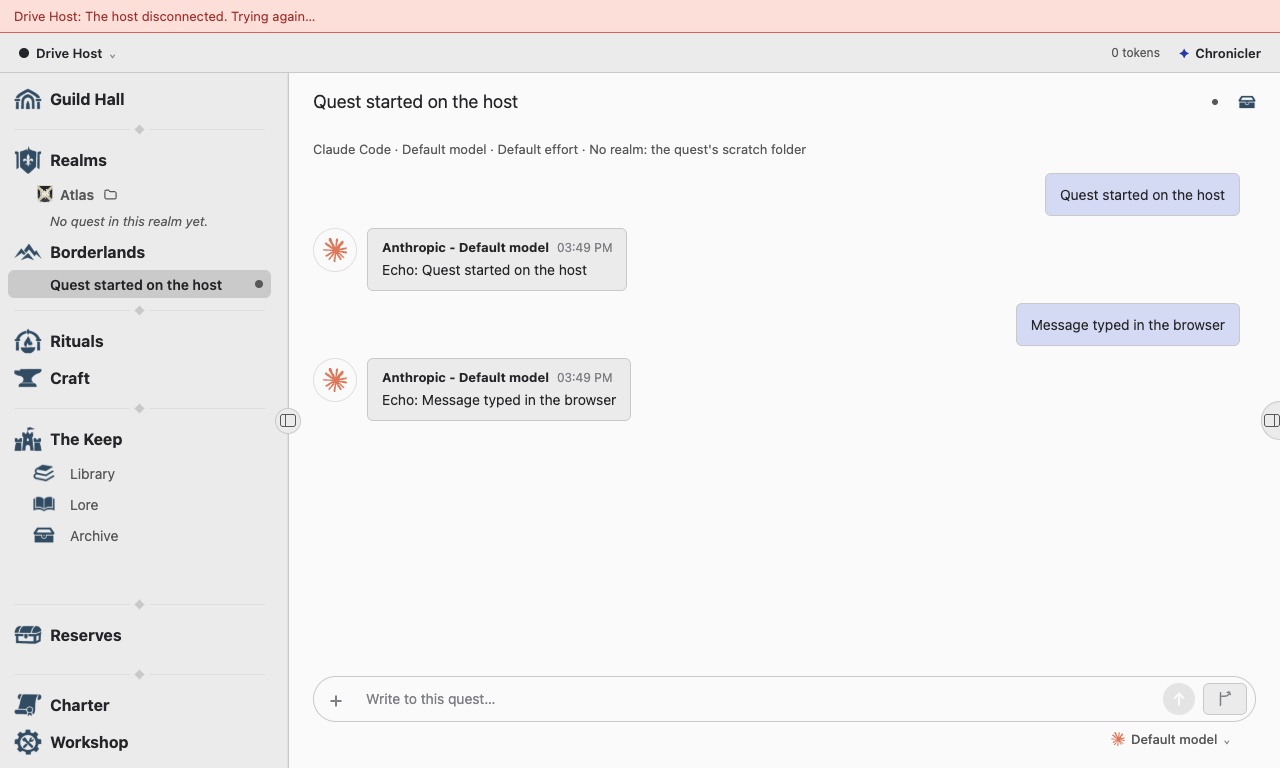 Drive Host: The host disconnected. Trying again...
Drive Host
0 tokens
Chronicler
Guild Hall
Realms
Atlas
No quest in this realm yet.
Borderlands
Quest started on the host
Rituals
Craft
The Keep
Library
Lore
Archive
Reserves
Charter
Workshop
Quest started on the host
Claude Code · Default model · Default effort · No realm: the quest's scratch folder
Quest started on the host
Anthropic - Default model 03:49 PM
Echo: Quest started on the host
Message typed in the browser
Anthropic - Default model 03:49 PM
Echo: Message typed in the browser
Write to this quest...
Default model